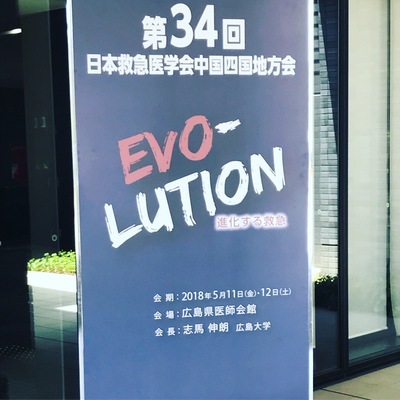 第34回
日本救急医学会中国四国地方会
EVO-
LUTION
進化する救急
会 期：2018年5月11日(金)・12日(土)
会 場：広島県医師会館
会 長：志馬 伸朗 広島大学